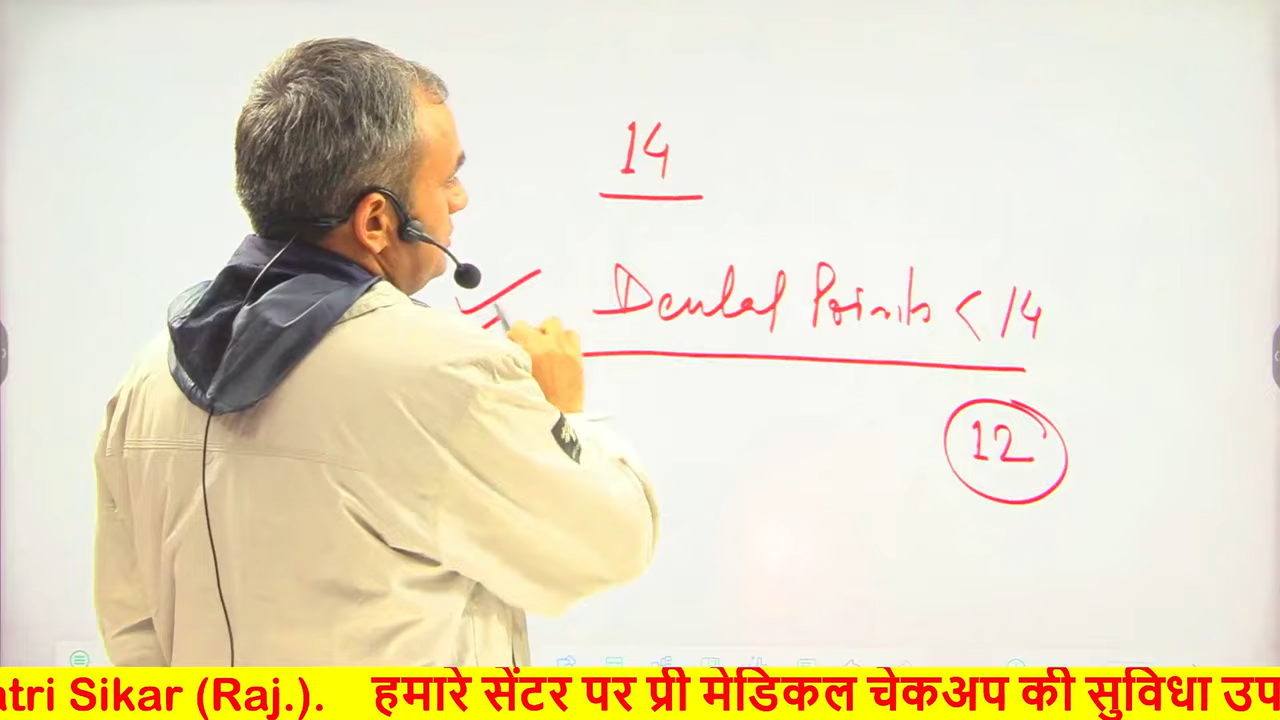 14
Dental Points < 14
12
atri Sikar (Raj.). हमारे सेंटर पर प्री मेडिकल चेकअप की सुविधा उप